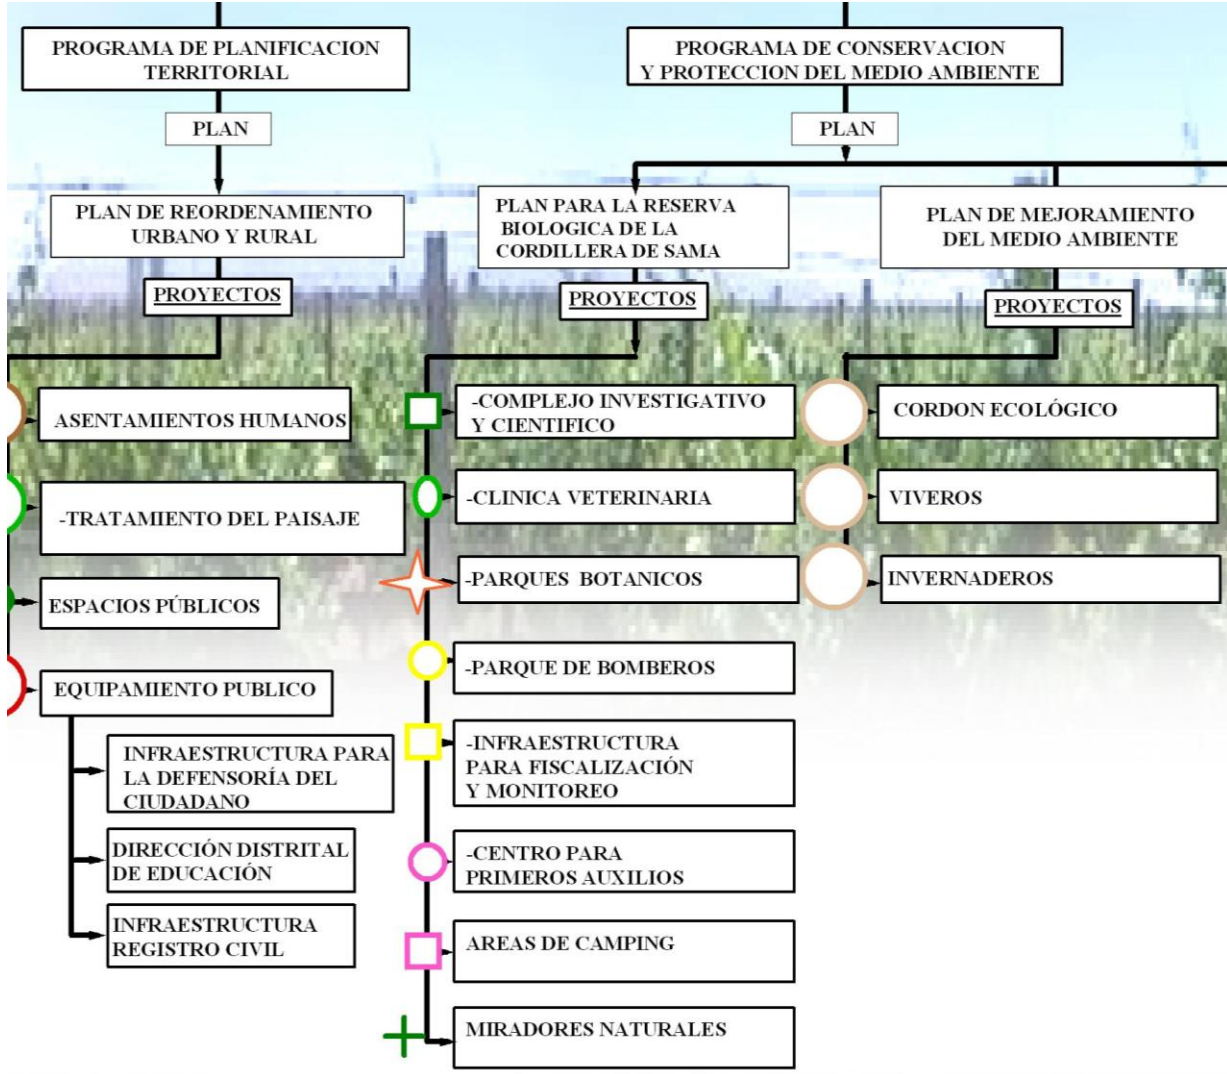 PROGRAMA DE PLANIFICACION
TERRITORIAL
PLAN
PLAN DE REORDENAMIENTO
URBANO Y RURAL
PROYECTOS
ASENTAMIENTOS HUMANOS
-TRATAMIENTO DEL PAISAJE
ESPACIOS PÚBLICOS
EQUIPAMIENTO PUBLICO
INFRAESTRUCTURA PARA
LA DEFENSORÍA DEL
CIUDADANO
DIRECCIÓN DISTRITAL
DE EDUCACIÓN
INFRAESTRUCTURA
REGISTRO CIVIL
PROGRAMA DE CONSERVACION
Y PROTECCION DEL MEDIO AMBIENTE
PLAN
PLAN PARA LA RESERVA
BIOLOGICA DE LA
CORDILLERA DE SAMA
PROYECTOS
-COMPLEJO INVESTIGATIVO
Y CIENTIFICO
-CLINICA VETERINARIA
-PARQUES BOTANICOS
-PARQUE DE BOMBEROS
-INFRAESTRUCTURA
PARA FISCALIZACIÓN
Y MONITOREO
-CENTRO PARA
PRIMEROS AUXILIOS
AREAS DE CAMPING
MIRADORES NATURALES
PLAN DE MEJORAMIENTO
DEL MEDIO AMBIENTE
PROYECTOS
CORDON ECOLÓGICO
VIVEROS
INVERNADEROS